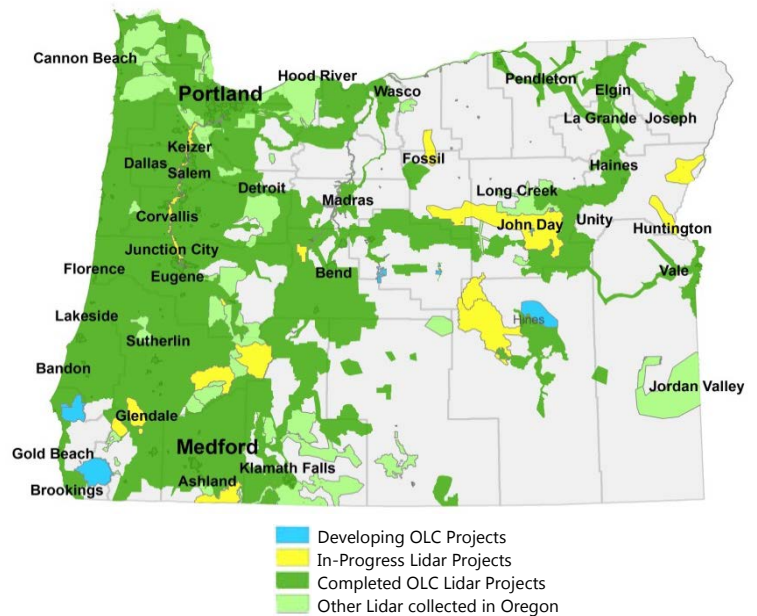 Cannon Beach
Hood River
Portland
Wasco
Pendleton
Elgin
La Grande
Joseph
Keizer
Dallas
Salem
Fossil
Haines
Detroit
Madras
Long Creek
Corvallis
John Day
Unity
Huntington
Junction City
Florence
Eugene
Bend
Vale
Lakeside
Hines
Sutherlin
Bandon
Jordan Valley
Glendale
Gold Beach
Medford
Klamath Falls
Ashland
Brookings
Developing OLC Projects
In-Progress Lidar Projects
Completed OLC Lidar Projects
Other Lidar collected in Oregon